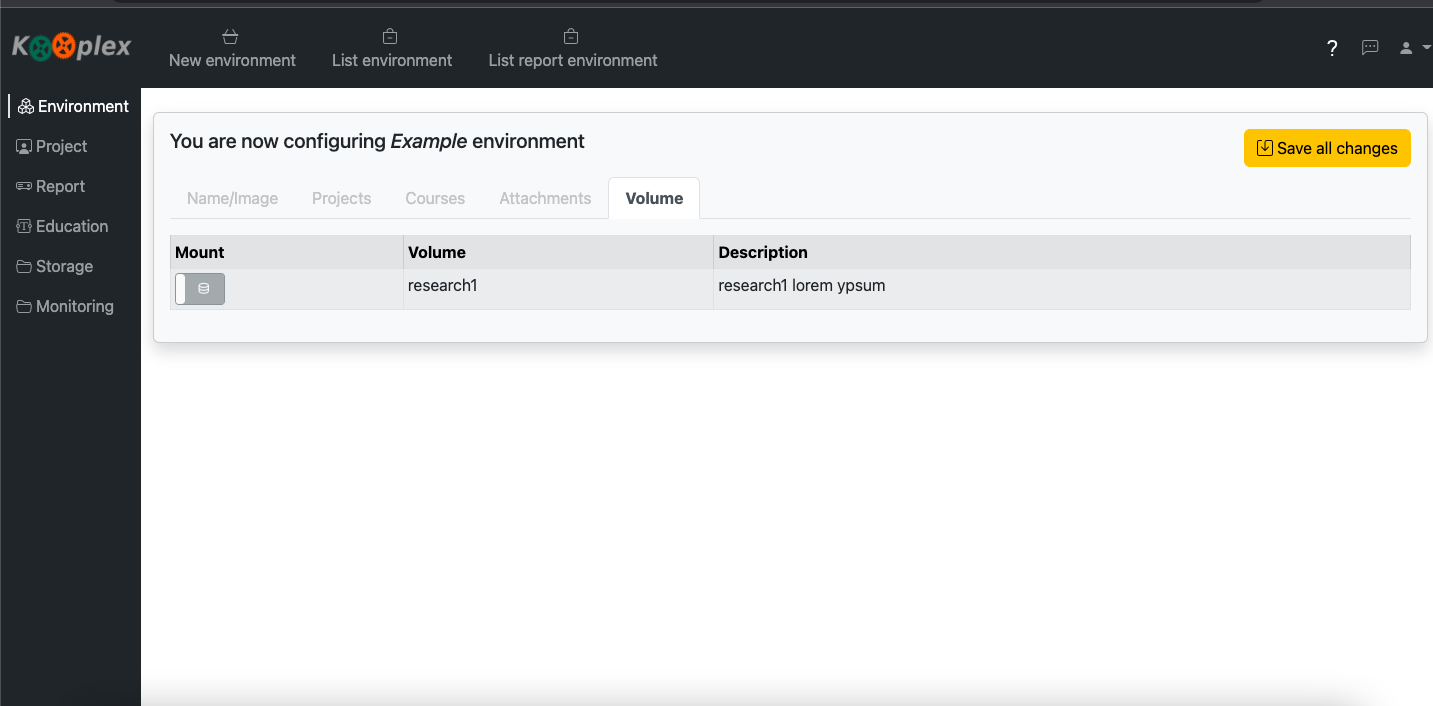 Kooplex
New environment
List environment
List report environment
?
Environment
Project
Report
Education
Storage
Monitoring
You are now configuring Example environment
Save all changes
Name/Image Projects Courses Attachments Volume
Mount Volume Description
research1 research1 lorem ypsum